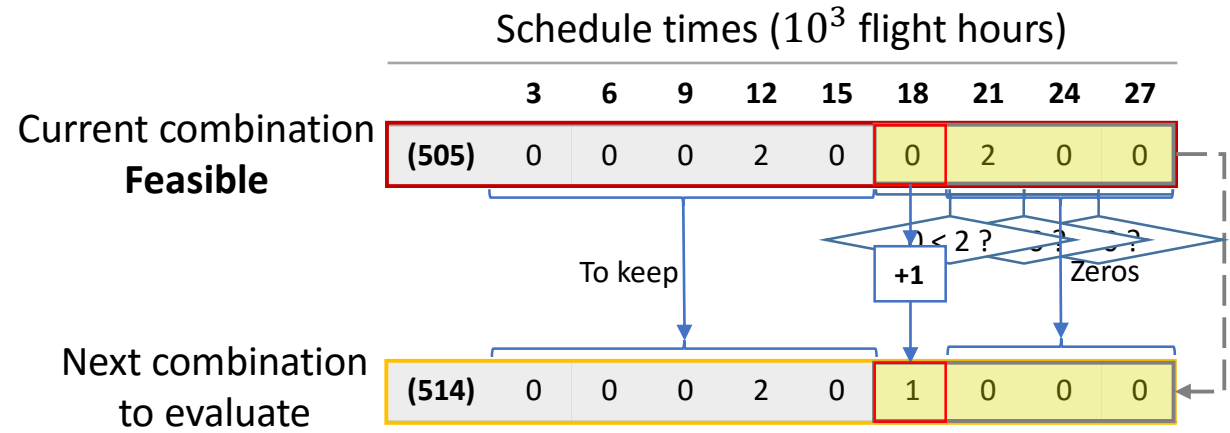 Schedule times (10³ flight hours)
3 6 9 12 15 18 21 24 27
Current combination
Feasible
(505) 0 0 0 2 0 0 2 0 0
< 2 ?
?
?
To keep
+1
Zeros
Next combination
to evaluate
(514) 0 0 0 2 0 1 0 0 0